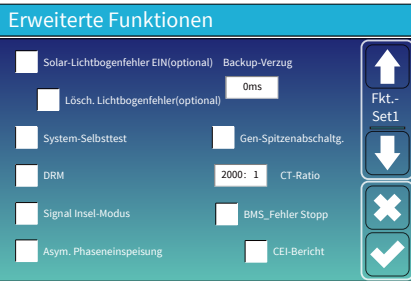 Erweiterte Funktionen
Solar-Lichtbogenfehler EIN(optional) Backup-Verzug
0ms
Lösch. Lichtbogenfehler(optional)
Fkt.-
Set1
System-Selbsttest Gen-Spitzenabschaltg.
DRM 2000: 1 CT-Ratio
Signal Insel-Modus BMS_Fehler Stopp
Asym. Phaseneinspeisung CEI-Bericht